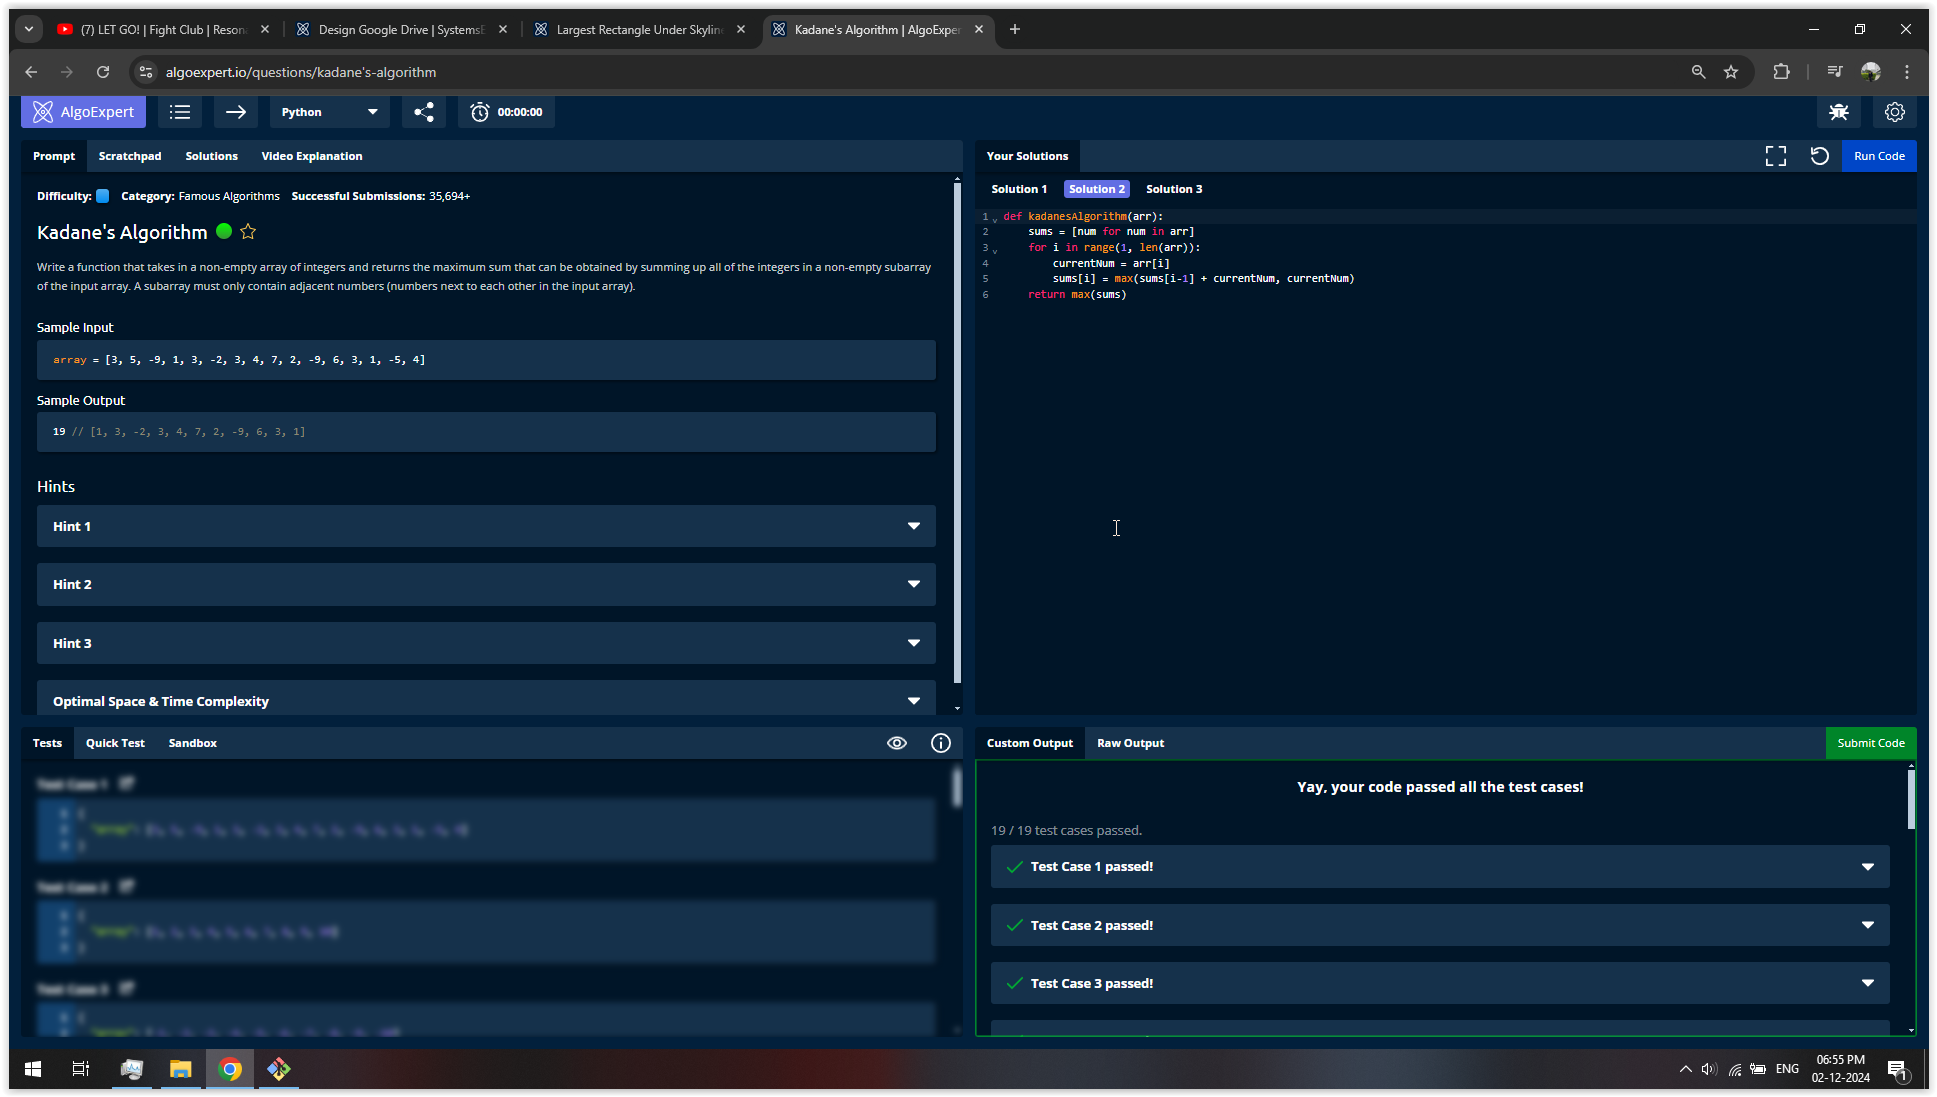 (7) LET GO! | Fight Club | Reson
Design Google Drive | SystemsE
Largest Rectangle Under Skylin
Kadane's Algorithm | AlgoExper
algoexpert.io/questions/kadane's-algorithm
AlgoExpert
Python
00:00:00
Prompt
Scratchpad
Solutions
Video Explanation
Difficulty:
Category: Famous Algorithms
Successful Submissions: 35,694+
Kadane's Algorithm
Write a function that takes in a non-empty array of integers and returns the maximum sum that can be obtained by summing up all of the integers in a non-empty subarray
of the input array. A subarray must only contain adjacent numbers (numbers next to each other in the input array).
Sample Input
array = [3, 5, -9, 1, 3, -2, 3, 4, 7, 2, -9, 6, 3, 1, -5, 4]
Sample Output
19 // [1, 3, -2, 3, 4, 7, 2, -9, 6, 3, 1]
Hints
Hint 1
Hint 2
Hint 3
Optimal Space & Time Complexity
Your Solutions
Run Code
Solution 1
Solution 2
Solution 3
1 def kadanesAlgorithm(arr):
2 sums = [num for num in arr]
3 for i in range(1, len(arr)):
4 currentNum = arr[i]
5 sums[i] = max(sums[i-1] + currentNum, currentNum)
6 return max(sums)
Tests
Quick Test
Sandbox
Test Case 1
Test Case 2
Test Case 3
Custom Output
Raw Output
Submit Code
Yay, your code passed all the test cases!
19 / 19 test cases passed.
Test Case 1 passed!
Test Case 2 passed!
Test Case 3 passed!
ENG
06:55 PM
02-12-2024
1